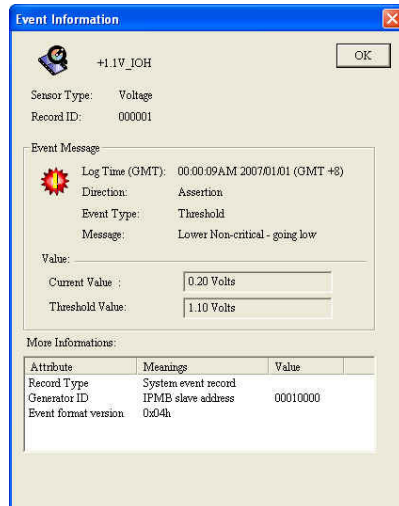 Event Information
+1.1V_IOH
OK
Sensor Type: Voltage
Record ID: 000001
Event Message
Log Time (GMT): 00:00:09AM 2007/01/01 (GMT +8)
Direction: Assertion
Event Type: Threshold
Message: Lower Non-critical - going low
Value:
Current Value : 0.20 Volts
Threshold Value: 1.10 Volts
More Informations:
Attribute Meanings Value
Record Type System event record
Generator ID IPMB slave address 00010000
Event format version 0x04h